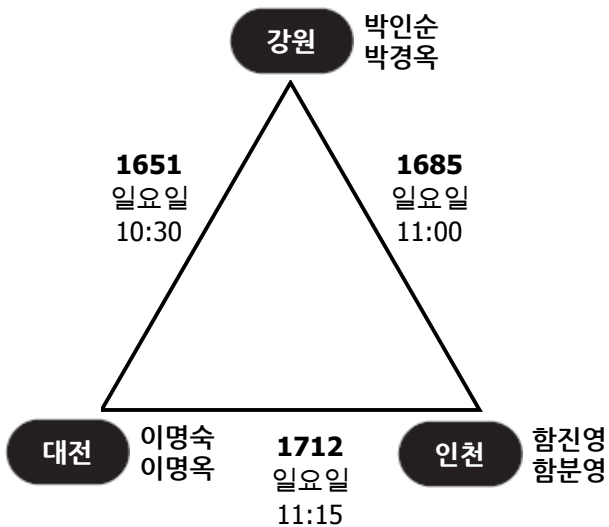 강원
박인순
박경옥
1651
일요일
10:30
1685
일요일
11:00
대전
이명숙
이명옥
1712
일요일
11:15
인천
함진영
함분영